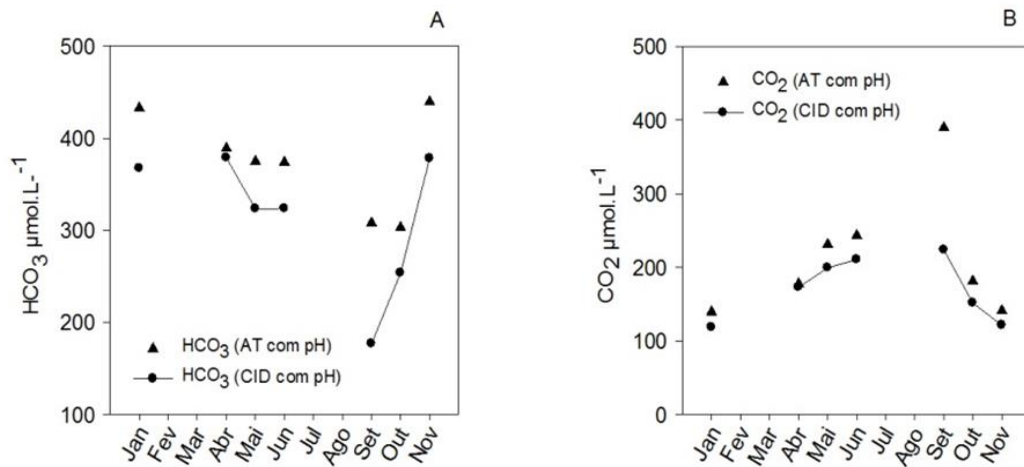 A
500
400
300
200
100
HCO3 µmol.L-1
HCO3 (AT com pH)
HCO3 (CID com pH)
Jan Fev Mar Abr Mai Jun Jul Ago Set Out Nov
B
500
400
300
200
100
0
CO2 µmol.L-1
CO2 (AT com pH)
CO2 (CID com pH)
Jan Fev Mar Abr Mai Jun Jul Ago Set Out Nov